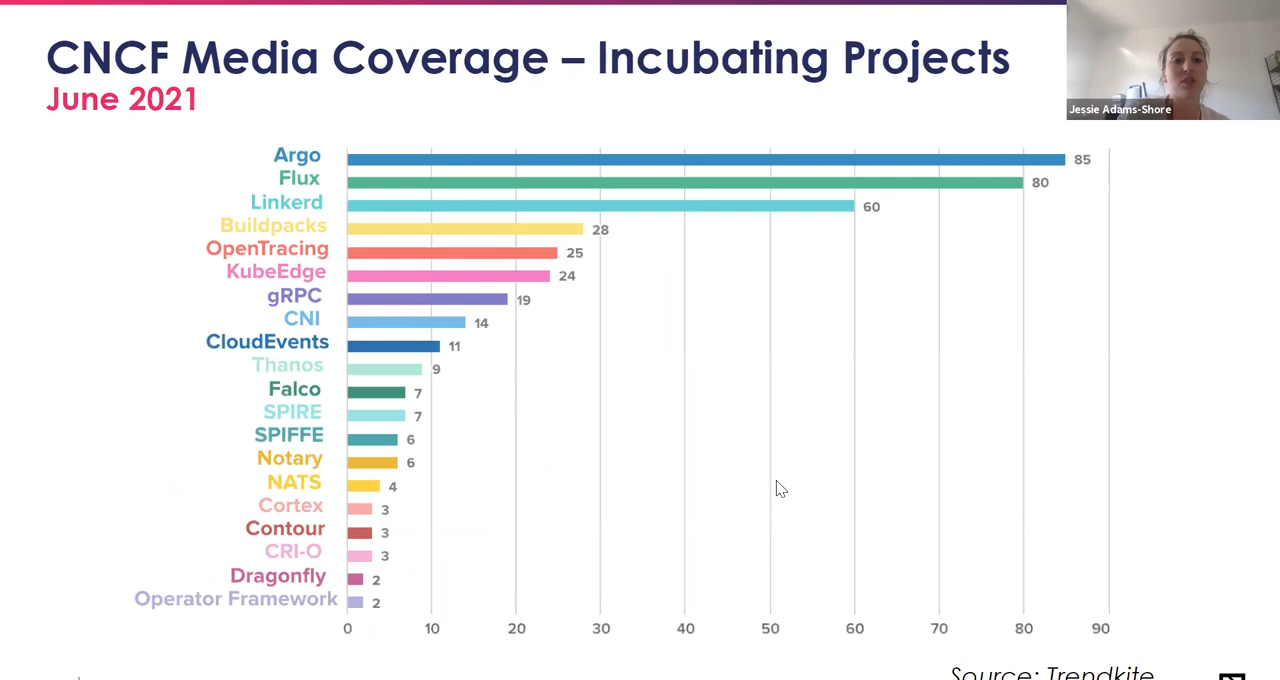 CNCF Media Coverage – Incubating Projects
June 2021
Jessie Adams-Shore
Argo 85
Flux 80
Linkerd 60
Buildpacks 28
OpenTracing 25
KubeEdge 24
gRPC 19
CNI 14
CloudEvents 11
Thanos 9
Falco 7
SPIRE 7
SPIFFE 6
Notary 6
NATS 4
Cortex 3
Contour 3
CRI-O 3
Dragonfly 2
Operator Framework 2
0 10 20 30 40 50 60 70 80 90
Source: Trendkite